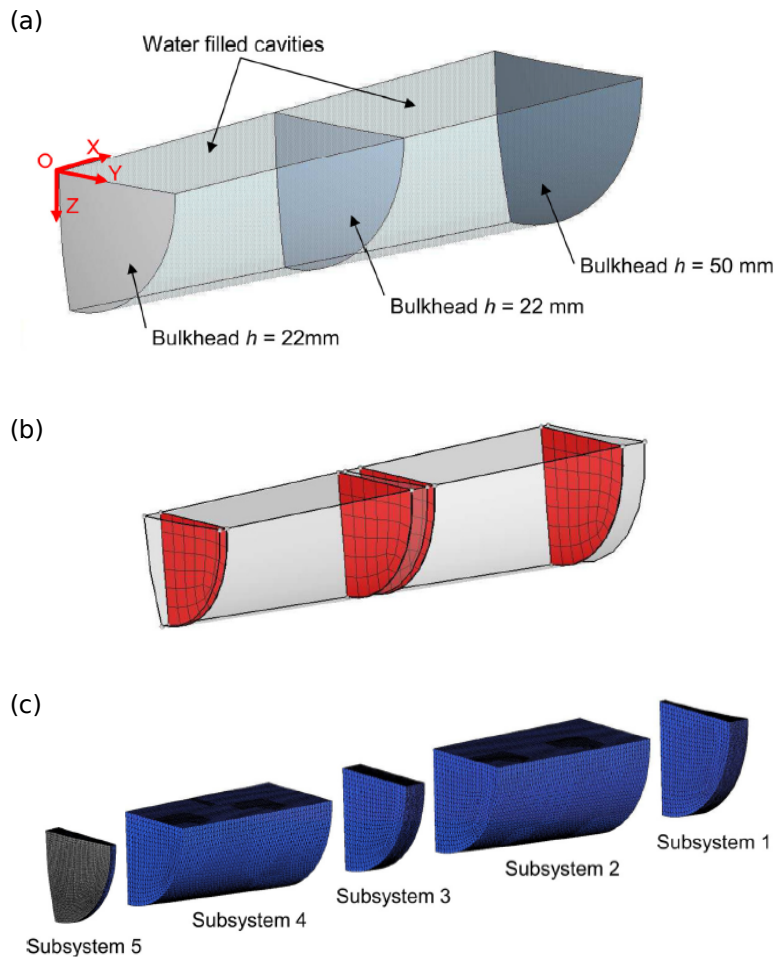 (a)
Water filled cavities
O
X
Y
Z
Bulkhead h = 50 mm
Bulkhead h = 22 mm
Bulkhead h = 22mm
(b)
(c)
Subsystem 1
Subsystem 2
Subsystem 3
Subsystem 4
Subsystem 5